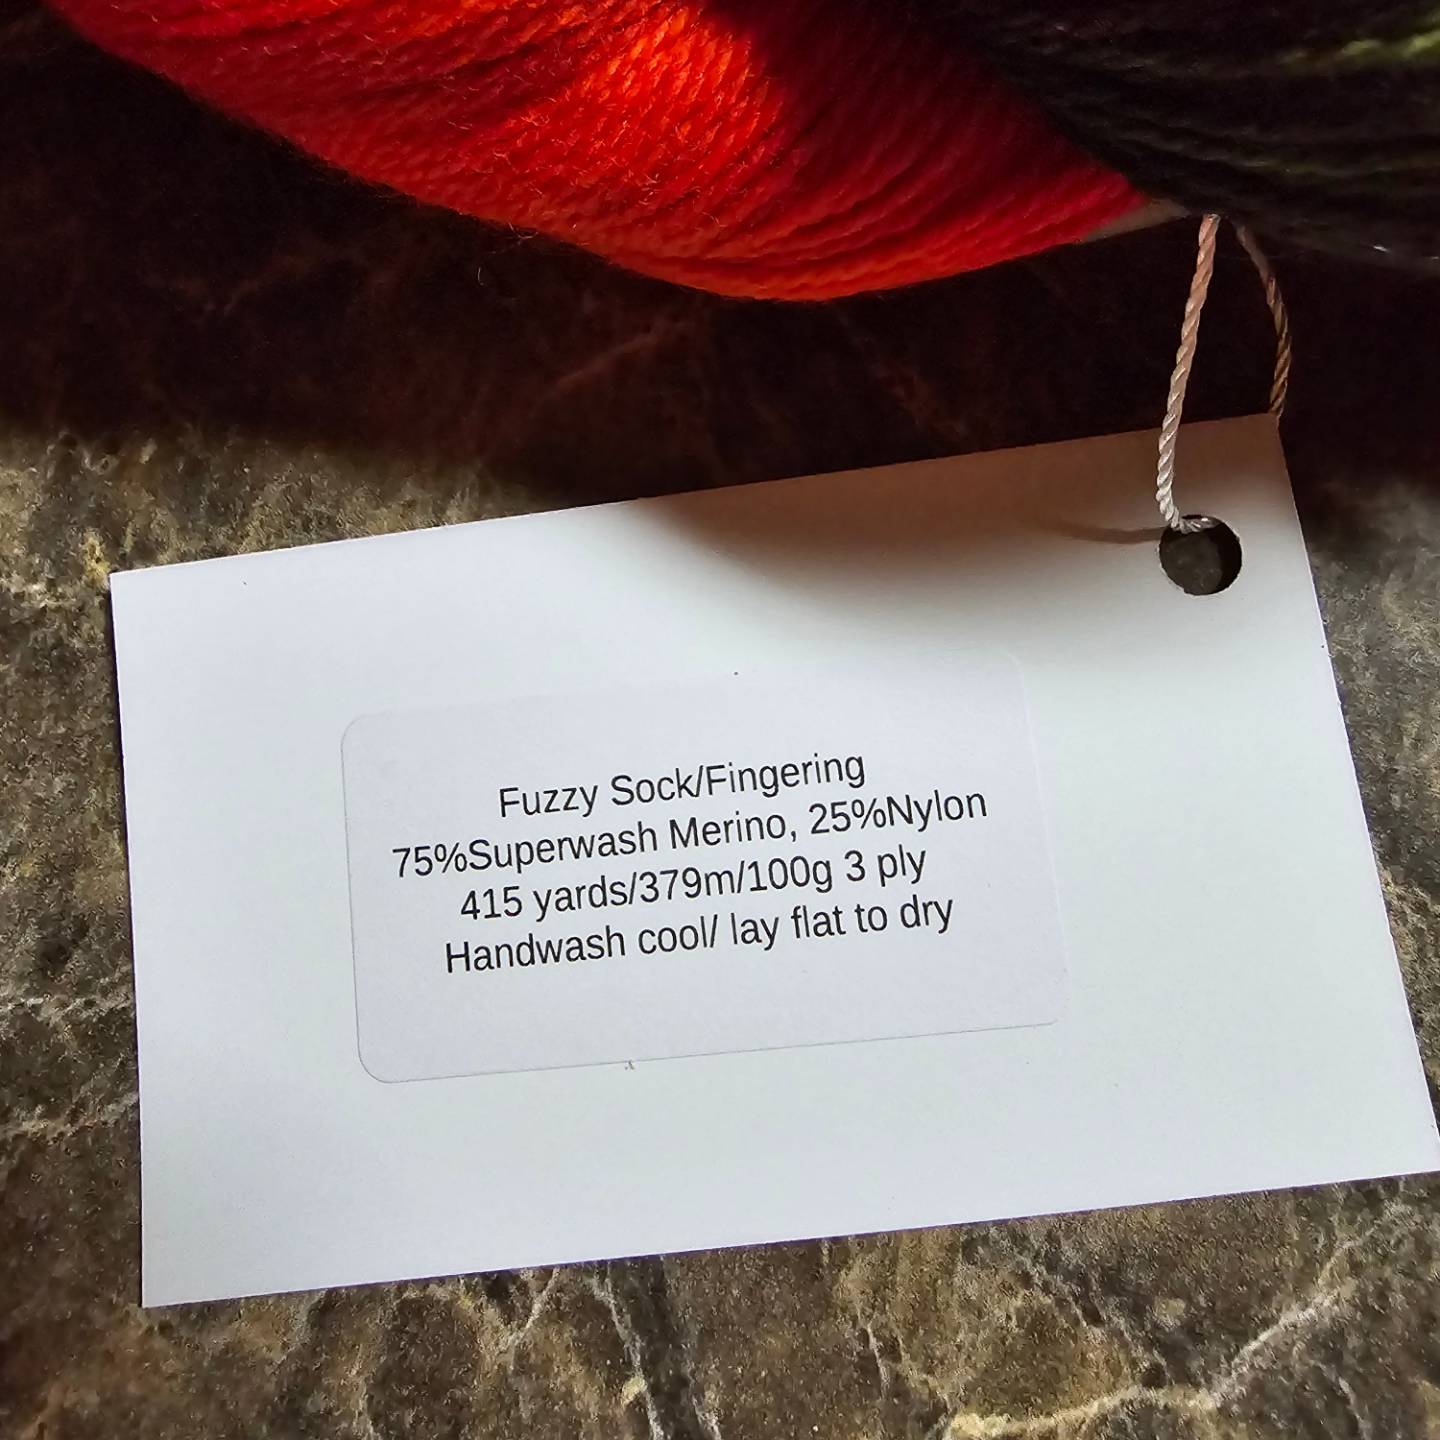 Fuzzy Sock/Fingering
75%Superwash Merino, 25%Nylon
415 yards/379m/100g 3 ply
Handwash cool/ lay flat to dry